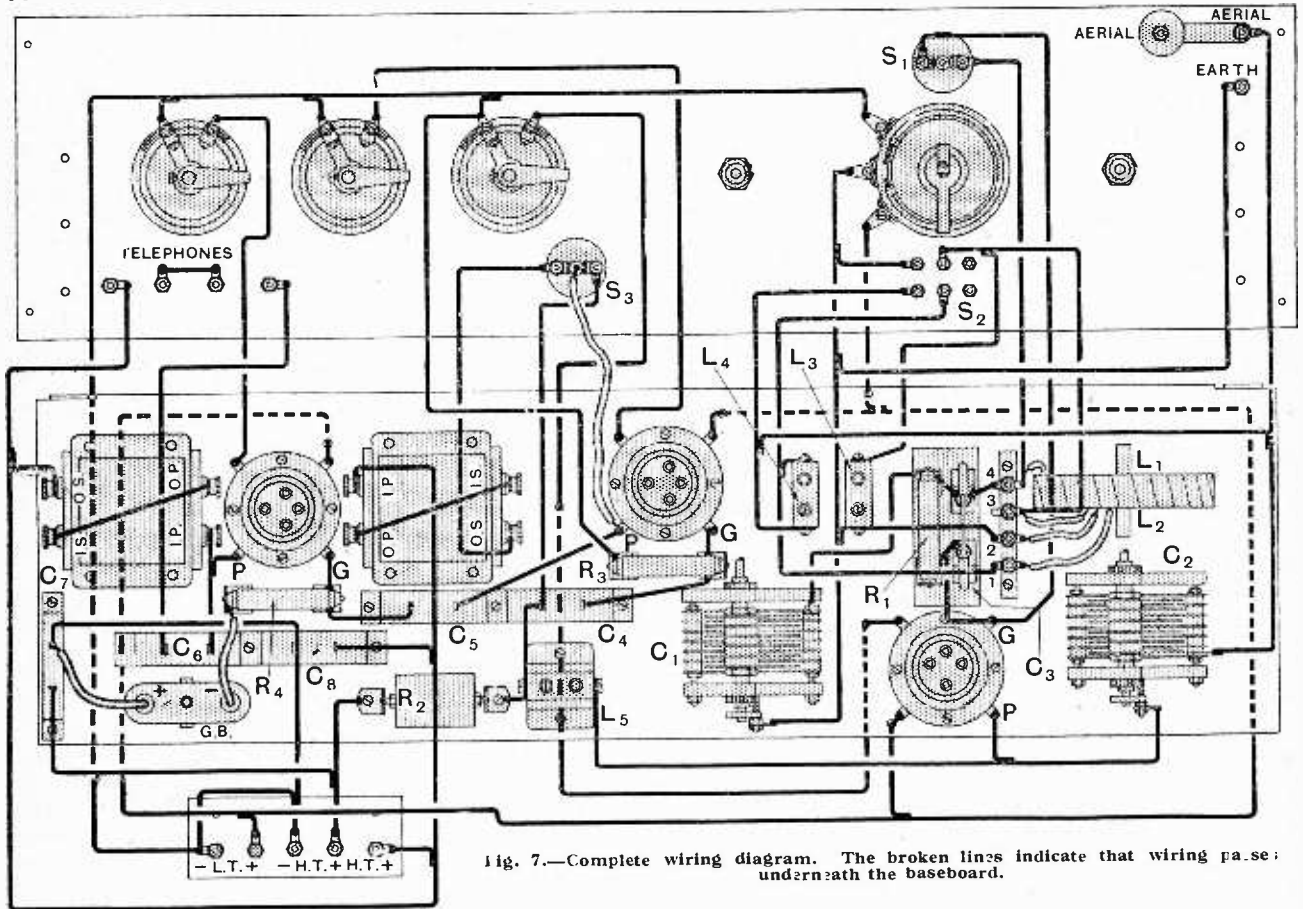 AERIAL
AERIAL
EARTH
S1
TELEPHONES
S3
S2
L4
L3
OP
IP
IS
4
L1
3
IS
OS
IP
OP
OS
G
2
L2
P
G
P
R3
1
C2
C7
R1
C5
C4
G
C6
C8
C1
C3
R4
+ -
R2
P
G.B.
L5
- L.T. + - H.T. + H.T. +
Fig. 7.—Complete wiring diagram. The broken lines indicate that wiring passes
underneath the baseboard.